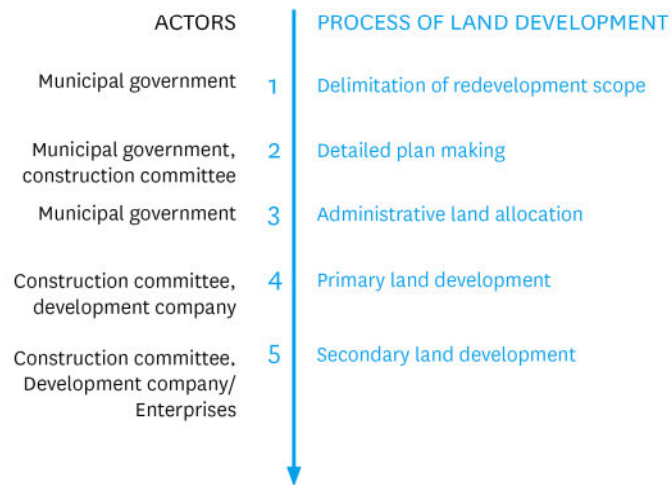 ACTORS PROCESS OF LAND DEVELOPMENT
Municipal government 1 Delimitation of redevelopment scope
Municipal government, 2 Detailed plan making
construction committee
Municipal government 3 Administrative land allocation
Construction committee, 4 Primary land development
development company
Construction committee, 5 Secondary land development
Development company/
Enterprises